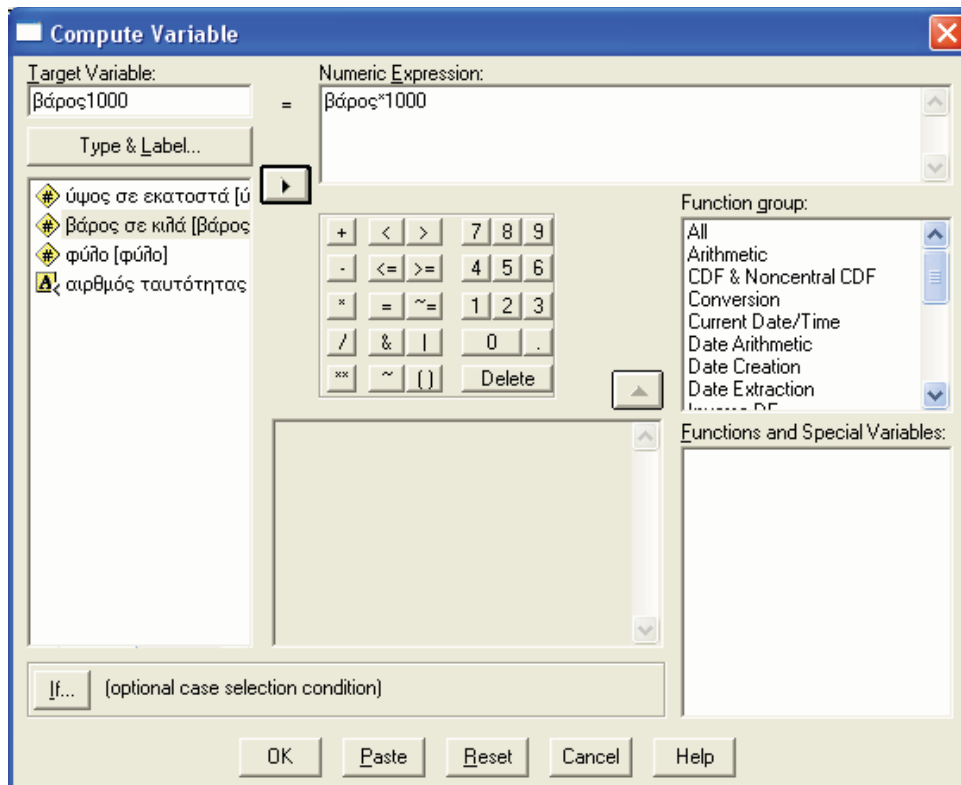 Compute Variable
Target Variable:
βάρος1000
=
Numeric Expression:
βάρος*1000
Type & Label...
ύψος σε εκατοστά [ύ
βάρος σε κιλά [βάρος
φύλο [φύλο]
αιρθμός ταυτότητας
+ < > 7 8 9
- <= >= 4 5 6
* = ~= 1 2 3
/ & | 0 .
** ~ () Delete
Function group:
All
Arithmetic
CDF & Noncentral CDF
Conversion
Current Date/Time
Date Arithmetic
Date Creation
Date Extraction
Functions and Special Variables:
If... (optional case selection condition)
OK Paste Reset Cancel Help